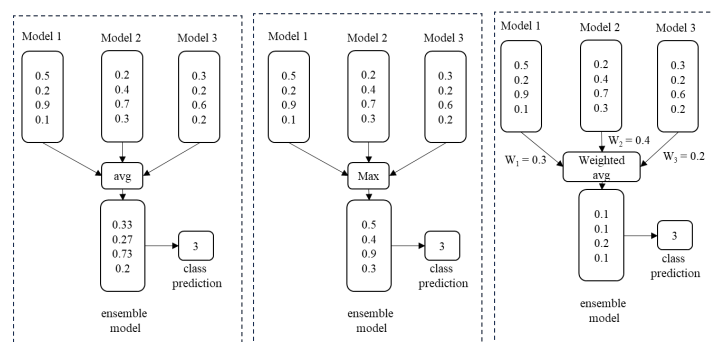 Model 1 Model 2 Model 3
0.5 0.2 0.3
0.2 0.4 0.2
0.9 0.7 0.6
0.1 0.3 0.2
avg
0.33
0.27
0.73
0.2
3
class
prediction
ensemble
model
Model 1 Model 2 Model 3
0.5 0.2 0.3
0.2 0.4 0.2
0.9 0.7 0.6
0.1 0.3 0.2
Max
0.5
0.4
0.9
0.3
3
class
prediction
ensemble
model
Model 1 Model 2 Model 3
0.5 0.2 0.3
0.2 0.4 0.2
0.9 0.7 0.6
0.1 0.3 0.2
W₁ = 0.3 W₂ = 0.4 W₃ = 0.2
Weighted
avg
0.1
0.1
0.2
0.1
3
class
prediction
ensemble
model